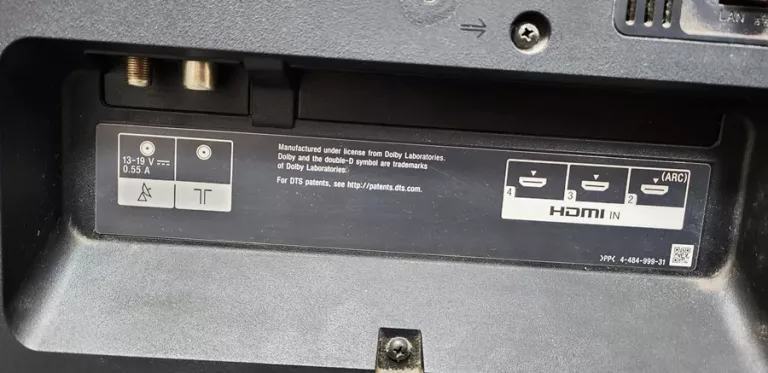 LAN
13-19 V
0.55 A
Manufactured under license from Dolby Laboratories.
Dolby and the double-D symbol are trademarks
of Dolby Laboratories.
For DTS patents, see http://patents.dts.com.
(ARC)
4 3 2
HDMI IN
>PP< 4-484-999-31